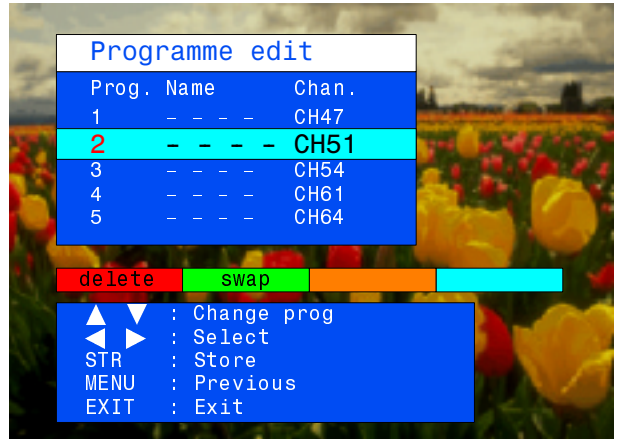 Programme edit
Prog. Name Chan.
1 - - - - CH47
2 - - - - CH51
3 - - - - CH54
4 - - - - CH61
5 - - - - CH64
delete swap
▲ ▼ : Change prog
◀ ▶ : Select
STR : Store
MENU : Previous
EXIT : Exit